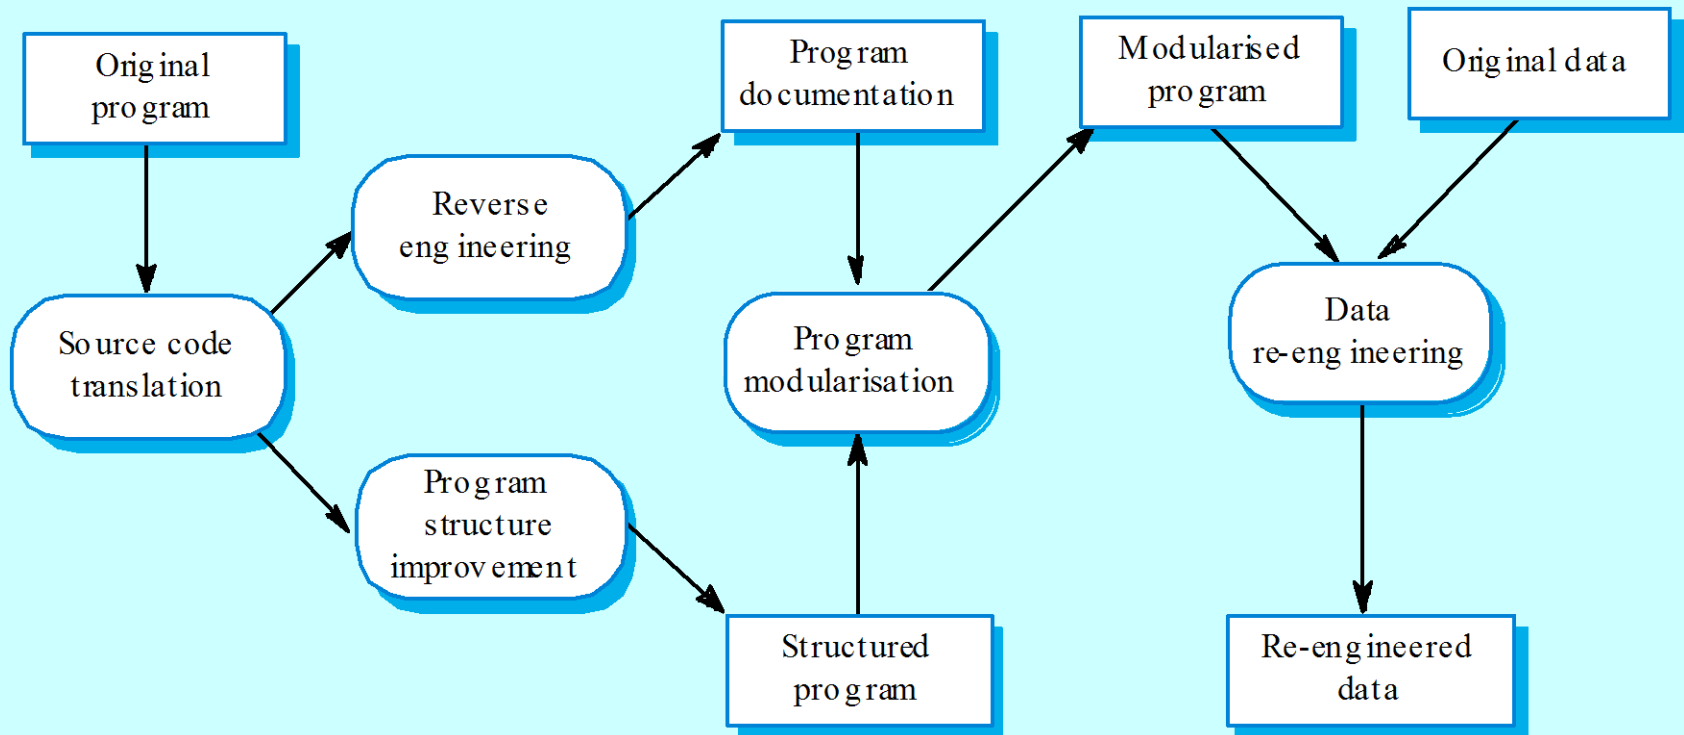 Original
program
Program
documentation
Modularised
program
Original data
Reverse
engineering
Source code
translation
Program
modularisation
Data
re-engineering
Program
structure
improvement
Structured
program
Re-engineered
data